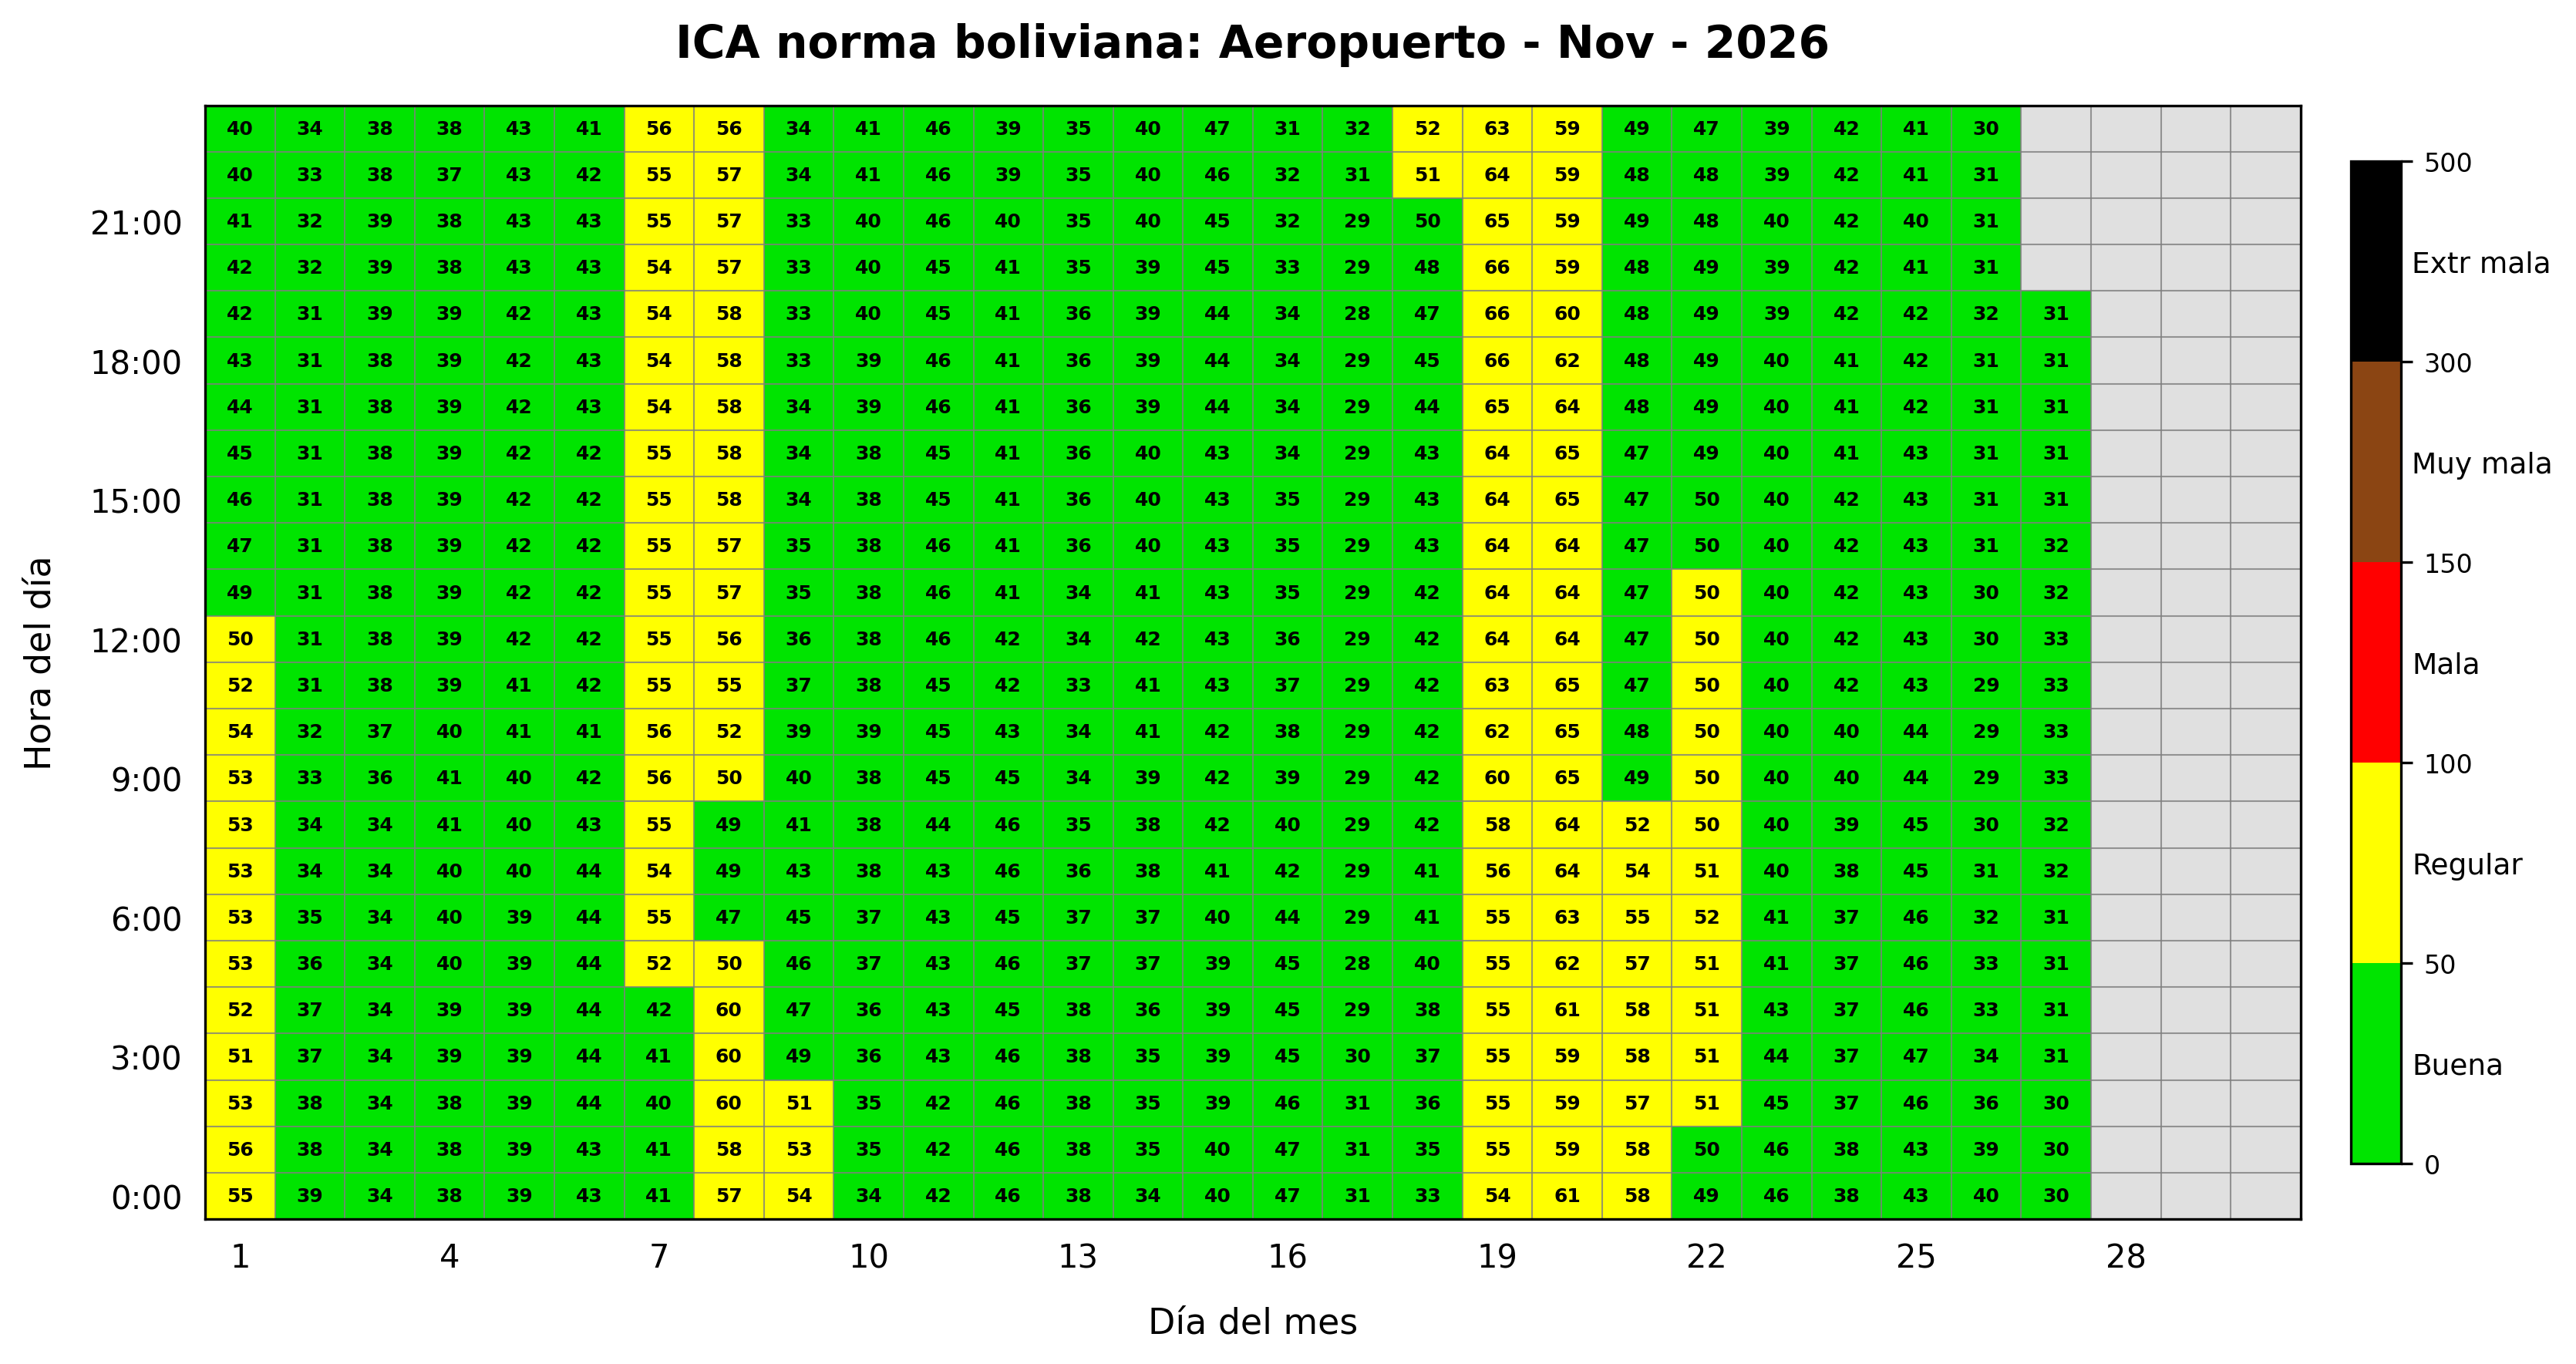 ICA norma boliviana: Aeropuerto - Nov - 2026
40 34 38 38 43 41 56 56 34 41 46 39 35 40 47 31 32 52 63 59 49 47 39 42 41 30
40 33 38 37 43 42 55 57 34 41 46 39 35 40 46 32 31 51 64 59 48 48 39 42 41 31
21:00 41 32 39 38 43 43 55 57 33 40 46 40 35 40 45 32 29 50 65 59 49 48 40 42 40 31
42 32 39 38 43 43 54 57 33 40 45 41 35 39 45 33 29 48 66 59 48 49 39 42 41 31
42 31 39 39 42 43 54 58 33 40 45 41 36 39 44 34 28 47 66 60 48 49 39 42 42 32 31
18:00 43 31 38 39 42 43 54 58 33 39 46 41 36 39 44 34 29 45 66 62 48 49 40 41 42 31 31
44 31 38 39 42 43 54 58 34 39 46 41 36 39 44 34 29 44 65 64 48 49 40 41 42 31 31
45 31 38 39 42 42 55 58 34 38 45 41 36 40 43 34 29 43 64 65 47 49 40 41 43 31 31
15:00 46 31 38 39 42 42 55 58 34 38 45 41 36 40 43 35 29 43 64 65 47 50 40 42 43 31 31
47 31 38 39 42 42 55 57 35 38 46 41 36 40 43 35 29 43 64 64 47 50 40 42 43 31 32
49 31 38 39 42 42 55 57 35 38 46 41 34 41 43 35 29 42 64 64 47 50 40 42 43 30 32
12:00 50 31 38 39 42 42 55 56 36 38 46 42 34 42 43 36 29 42 64 64 47 50 40 42 43 30 33
52 31 38 39 41 42 55 55 37 38 45 42 33 41 43 37 29 42 63 65 47 50 40 42 43 29 33
54 32 37 40 41 41 56 52 39 39 45 43 34 41 42 38 29 42 62 65 48 50 40 40 44 29 33
9:00 53 33 36 41 40 42 56 50 40 38 45 45 34 39 42 39 29 42 60 65 49 50 40 40 44 29 33
53 34 34 41 40 43 55 49 41 38 44 46 35 38 42 40 29 42 58 64 52 50 40 39 45 30 32
53 34 34 40 40 44 54 49 43 38 43 46 36 38 41 42 29 41 56 64 54 51 40 38 45 31 32
6:00 53 35 34 40 39 44 55 47 45 37 43 45 37 37 40 44 29 41 55 63 55 52 41 37 46 32 31
53 36 34 40 39 44 52 50 46 37 43 46 37 37 39 45 28 40 55 62 57 51 41 37 46 33 31
52 37 34 39 39 44 42 60 47 36 43 45 38 36 39 45 29 38 55 61 58 51 43 37 46 33 31
3:00 51 37 34 39 39 44 41 60 49 36 43 46 38 35 39 45 30 37 55 59 58 51 44 37 47 34 31
53 38 34 38 39 44 40 60 51 35 42 46 38 35 39 46 31 36 55 59 57 51 45 37 46 36 30
56 38 34 38 39 43 41 58 53 35 42 46 38 35 40 47 31 35 55 59 58 50 46 38 43 39 30
0:00 55 39 34 38 39 43 41 57 54 34 42 46 38 34 40 47 31 33 54 61 58 49 46 38 43 40 30
1 4 7 10 13 16 19 22 25 28
Día del mes
Hora del día
500
Extr mala
300
Muy mala
150
Mala
100
Regular
50
Buena
0